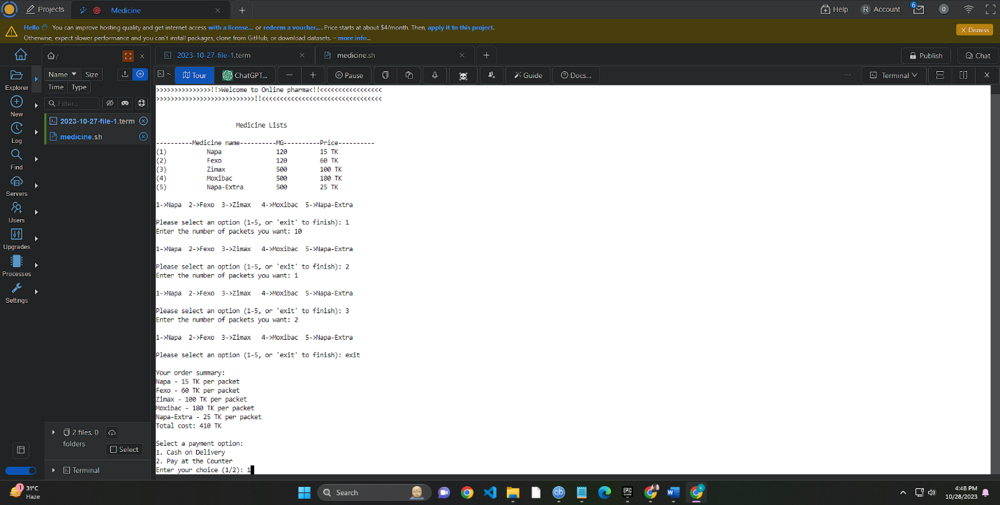 Projects
Medicine
Help
R Account
6
0
Hello You can improve hosting quality and get internet access with a license... or redeem a voucher.... Price starts at about $4/month. Then, apply it to this project.
Otherwise, expect slower performance and you can't install packages, clone from GitHub, or download datasets. – more info...
Dismiss
/
2023-10-27-file-1.term
medicine.sh
Publish
Chat
Explorer
Name
Size
Time
Type
Filter...
Tour
ChatGPT...
Pause
Guide
Docs...
Terminal
New
Log
Find
Servers
Users
Upgrades
Processes
Settings
2023-10-27-file-1.term
medicine.sh
2 files, 0
folders
Select
Terminal
>>>>>>>>>>>>>>>!!>Welcome to Online pharma<!!<<<<<<<<<<<<<<<<<
>>>>>>>>>>>>>>>>>>>>>>>>>>>!!<<<<<<<<<<<<<<<<<<<<<<<<<<<<<<<<<
Medicine Lists
----------Medicine name----------MG----------Price----------
(1) Napa 120 15 TK
(2) Fexo 120 60 TK
(3) Zimax 500 100 TK
(4) Moxibac 500 180 TK
(5) Napa-Extra 500 25 TK
1->Napa 2->Fexo 3->Zimax 4->Moxibac 5->Napa-Extra
Please select an option (1-5, or 'exit' to finish): 1
Enter the number of packets you want: 10
1->Napa 2->Fexo 3->Zimax 4->Moxibac 5->Napa-Extra
Please select an option (1-5, or 'exit' to finish): 2
Enter the number of packets you want: 1
1->Napa 2->Fexo 3->Zimax 4->Moxibac 5->Napa-Extra
Please select an option (1-5, or 'exit' to finish): 3
Enter the number of packets you want: 2
1->Napa 2->Fexo 3->Zimax 4->Moxibac 5->Napa-Extra
Please select an option (1-5, or 'exit' to finish): exit
Your order summary:
Napa - 15 TK per packet
Fexo - 60 TK per packet
Zimax - 100 TK per packet
Moxibac - 180 TK per packet
Napa-Extra - 25 TK per packet
Total cost: 410 TK
Select a payment option:
1. Cash on Delivery
2. Pay at the Counter
Enter your choice (1/2): 1
1
31°C
Haze
Search
EPIC
GAMES
4:48 PM
10/28/2023